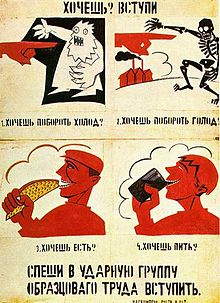 ХОЧЕШЬ? ВСТУПИ
1. ХОЧЕШЬ ПОБОРОТЬ ХОЛОД?
2. ХОЧЕШЬ ПОБОРОТЬ ГОЛОД?
3. ХОЧЕШЬ ЕСТЬ?
4. ХОЧЕШЬ ПИТЬ?
СПЕШИ В УДАРНУЮ ГРУППУ
ОБРАЗЦОВАГО ТРУДА ВСТУПИТЬ.